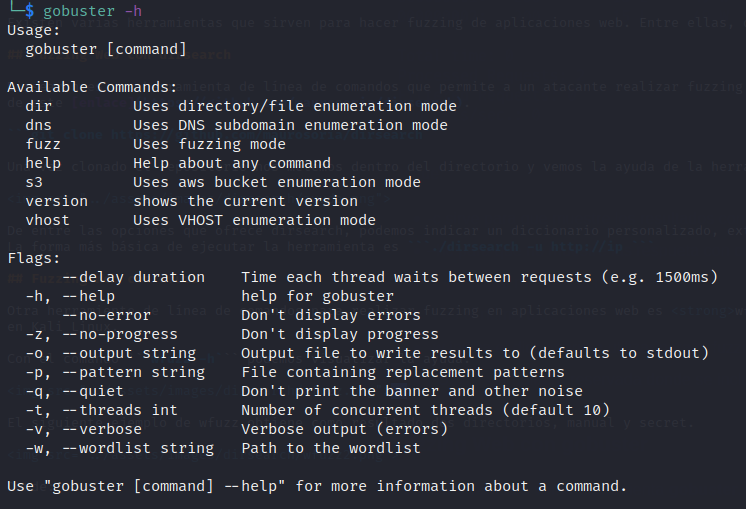 └─$ gobuster -h
Usage:
  gobuster [command]

Available Commands:
  dir         Uses directory/file enumeration mode
  dns         Uses DNS subdomain enumeration mode
  fuzz        Uses fuzzing mode
  help        Help about any command
  s3          Uses aws bucket enumeration mode
  version     shows the current version
  vhost       Uses VHOST enumeration mode

Flags:
      --delay duration    Time each thread waits between requests (e.g. 1500ms)
  -h, --help              help for gobuster
      --no-error          Don't display errors
  -z, --no-progress       Don't display progress
  -o, --output string     Output file to write results to (defaults to stdout)
  -p, --pattern string    File containing replacement patterns
  -q, --quiet             Don't print the banner and other noise
  -t, --threads int       Number of concurrent threads (default 10)
  -v, --verbose           Verbose output (errors)
  -w, --wordlist string   Path to the wordlist

Use "gobuster [command] --help" for more information about a command.